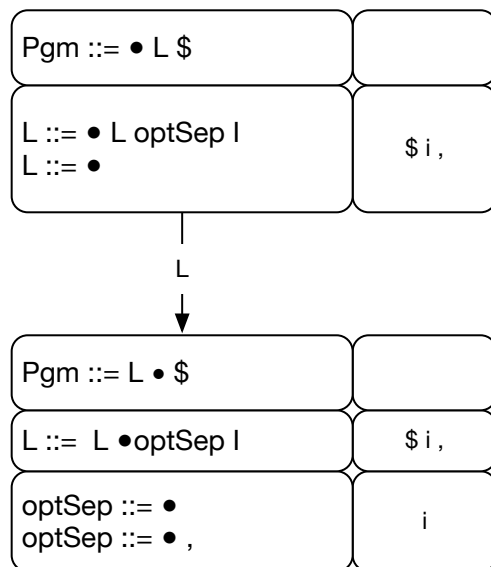 Pgm ::= ● L $
L ::= ● L optSep I
L ::= ●
$ i ,
L
Pgm ::= L • $
L ::= L ●optSep I
$ i ,
optSep ::= ●
optSep ::= ● ,
i